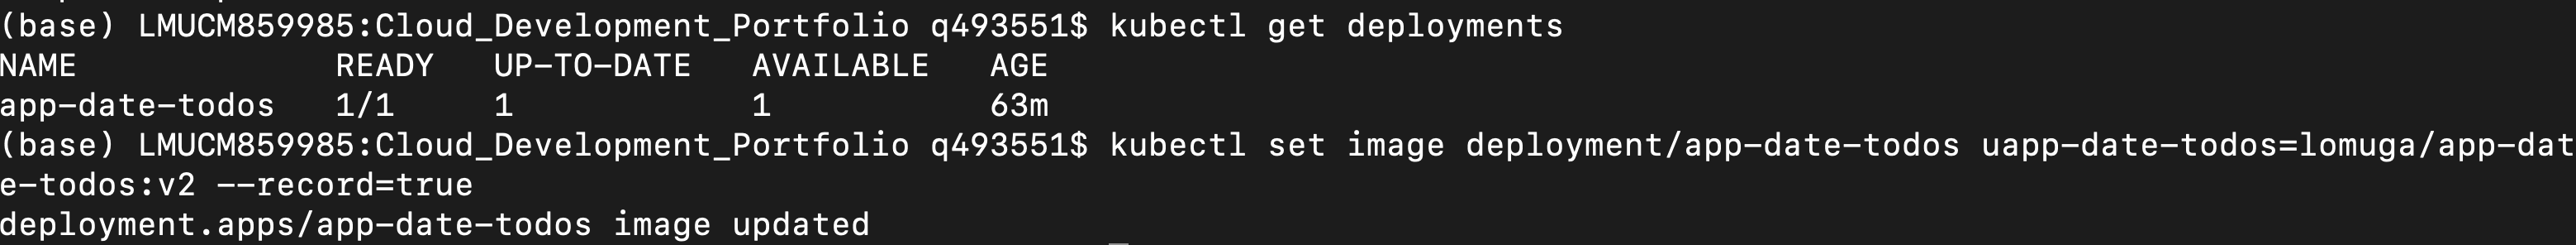 (base) LMUCM859985:Cloud_Development_Portfolio q493551$ kubectl get deployments
NAME             READY   UP-TO-DATE   AVAILABLE   AGE
app-date-todos   1/1     1            1           63m
(base) LMUCM859985:Cloud_Development_Portfolio q493551$ kubectl set image deployment/app-date-todos uapp-date-todos=lomuga/app-dat
e-todos:v2 --record=true
deployment.apps/app-date-todos image updated